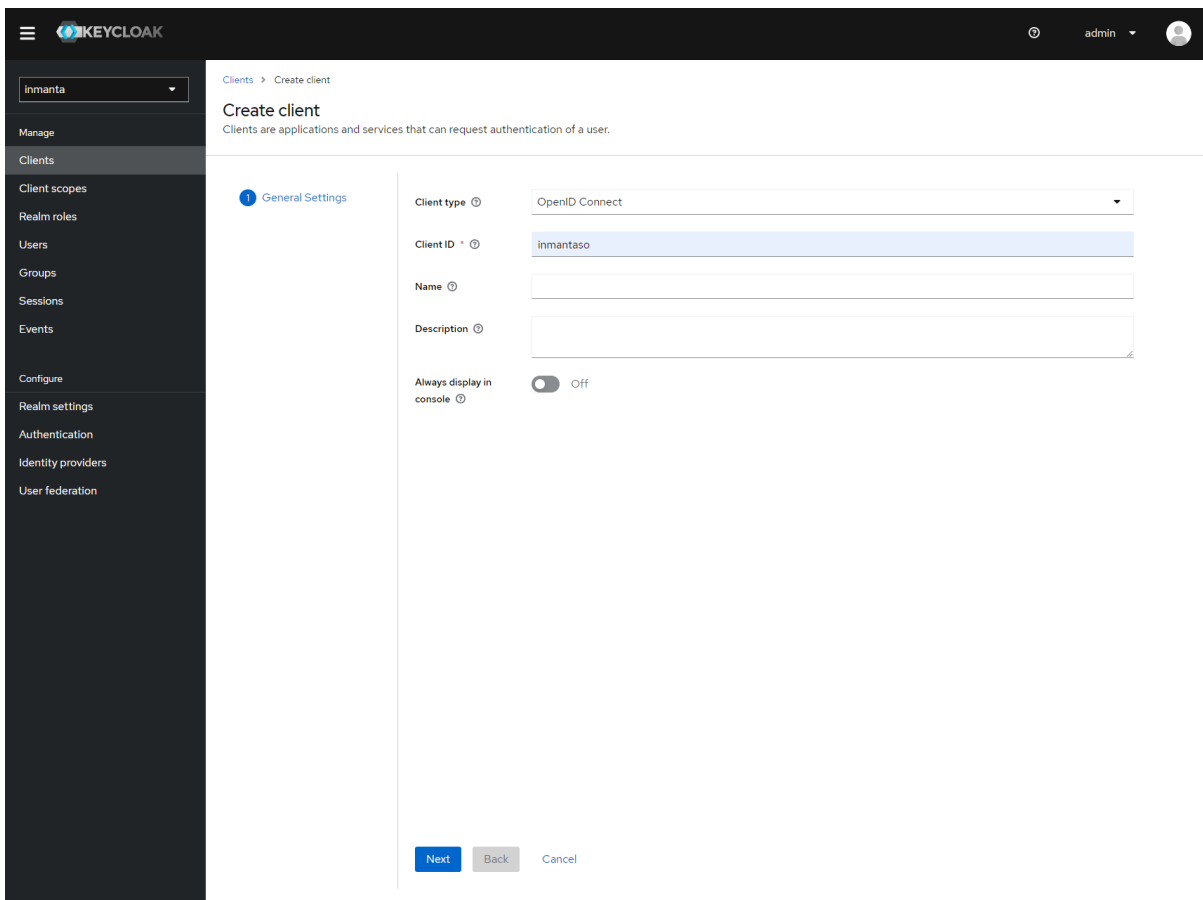 KEYCLOAK
admin
inmanta
Manage
Clients
Client scopes
Realm roles
Users
Groups
Sessions
Events
Configure
Realm settings
Authentication
Identity providers
User federation
Clients > Create client
Create client
Clients are applications and services that can request authentication of a user.
1 General Settings
Client type
OpenID Connect
Client ID *
inmantaso
Name
Description
Always display in
console
Off
Next
Back
Cancel